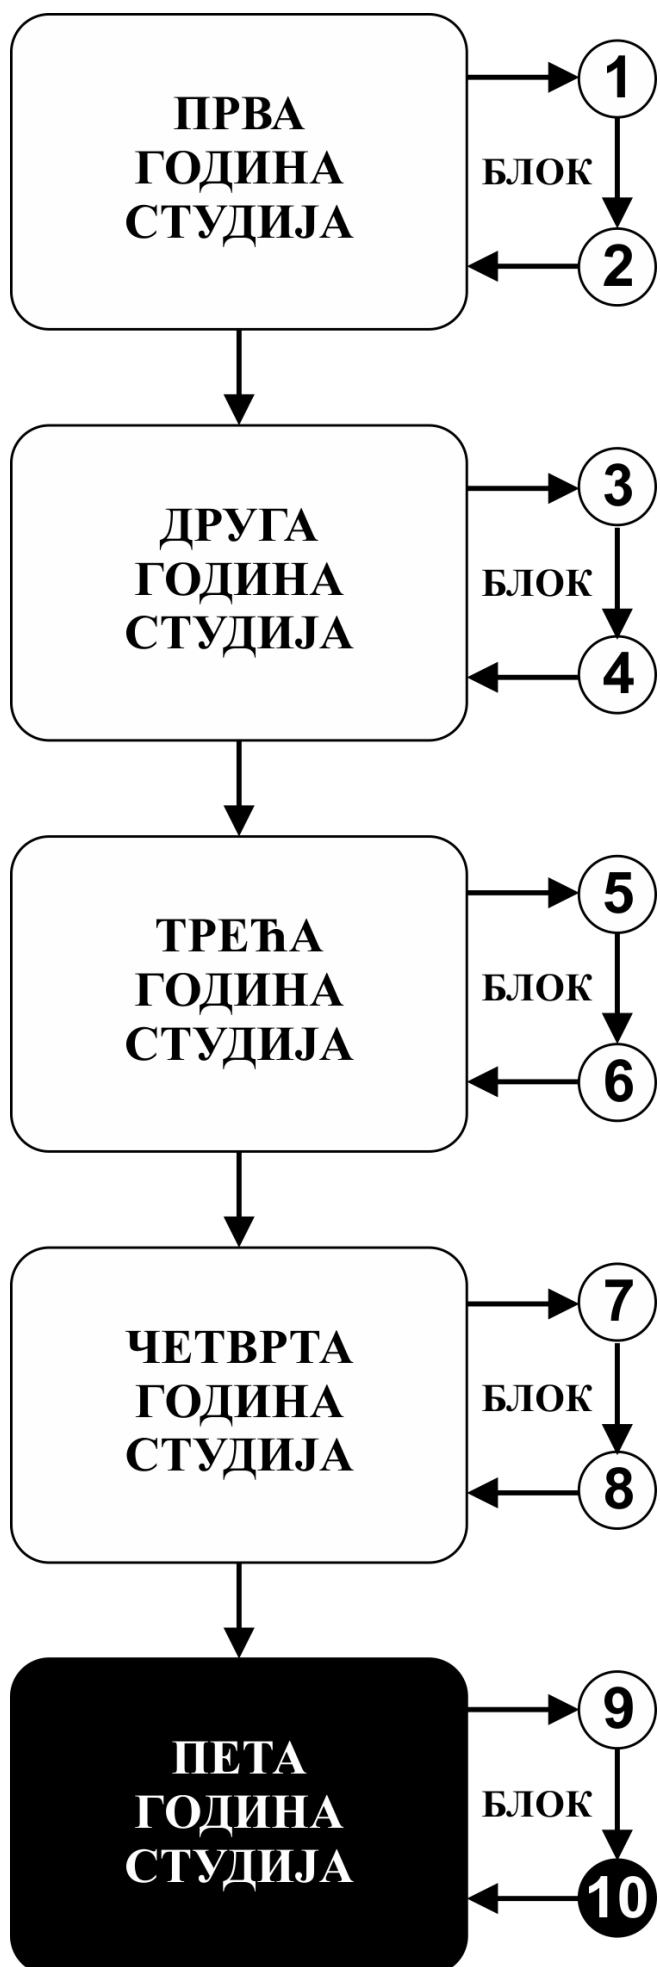 ПРВА
ГОДИНА
СТУДИЈА
1
БЛОК
2
ДРУГА
ГОДИНА
СТУДИЈА
3
БЛОК
4
ТРЕЋА
ГОДИНА
СТУДИЈА
5
БЛОК
6
ЧЕТВРТА
ГОДИНА
СТУДИЈА
7
БЛОК
8
ПЕТА
ГОДИНА
СТУДИЈА
9
БЛОК
10